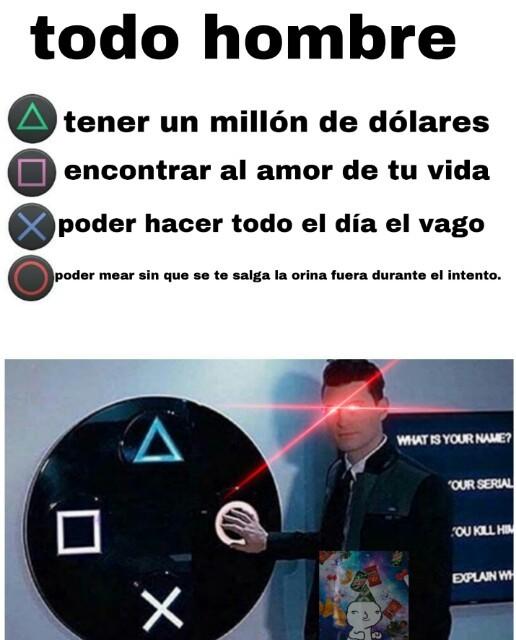 todo hombre
tener un millón de dólares
encontrar al amor de tu vida
poder hacer todo el día el vago
poder mear sin que se te salga la orina fuera durante el intento.
WHAT IS YOUR NAME?
OUR SERIAL
OU KILL HIM
EXPLAIN WH